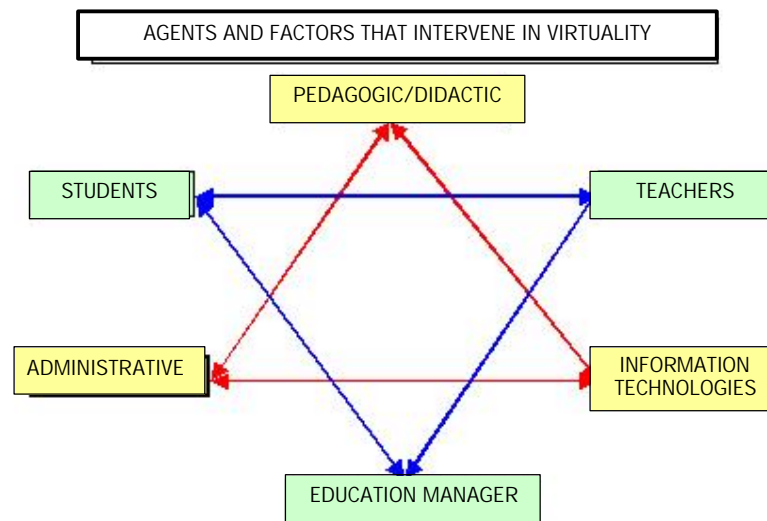 AGENTS AND FACTORS THAT INTERVENE IN VIRTUALITY
PEDAGOGIC/DIDACTIC
STUDENTS
TEACHERS
ADMINISTRATIVE
INFORMATION
TECHNOLOGIES
EDUCATION MANAGER